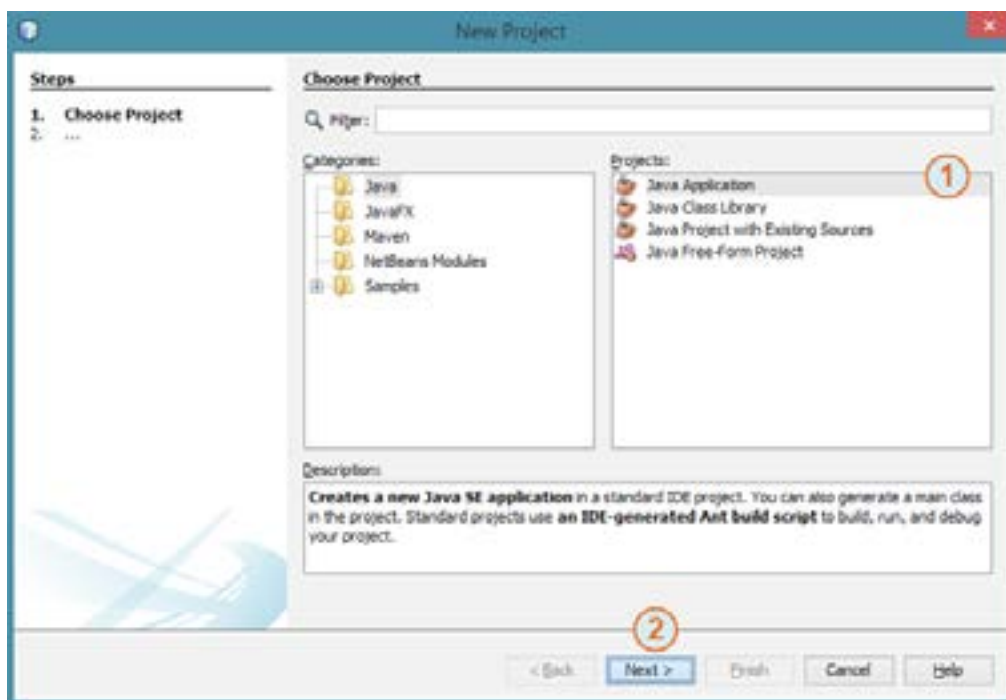 New Project
Steps
1. Choose Project
2. ...
Choose Project
Filter:
Categories:
Java
JavaFX
Maven
NetBeans Modules
Samples
Projects:
1
Java Application
Java Class Library
Java Project with Existing Sources
Java Free-Form Project
Description:
Creates a new Java SE application in a standard IDE project. You can also generate a main class
in the project. Standard projects use an IDE-generated Ant build script to build, run, and debug
your project.
2
< Back
Next >
Finish
Cancel
Help